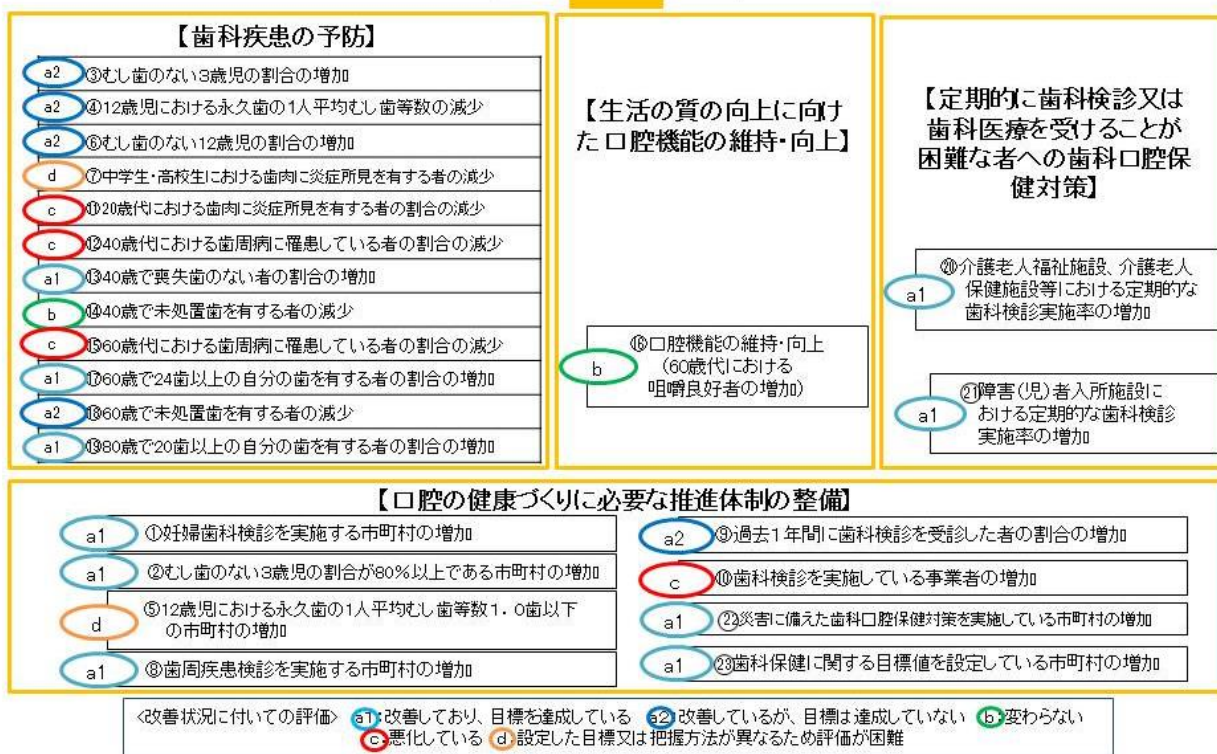 【歯科疾患の予防】
a2 ③むし歯のない3歳児の割合の増加
a2 ④12歳児における永久歯の1人平均むし歯等数の減少
a2 ⑥むし歯のない12歳児の割合の増加
d ⑦中学生・高校生における歯肉に炎症所見を有する者の減少
c ⑪20歳代における歯肉に炎症所見を有する者の割合の減少
c ⑫40歳代における歯周病に罹患している者の割合の減少
a1 ⑬40歳で喪失歯のない者の割合の増加
b ⑭40歳で未処置歯を有する者の減少
c ⑮60歳代における歯周病に罹患している者の割合の減少
a1 ⑰60歳で24歯以上の自分の歯を有する者の割合の増加
a2 ⑱60歳で未処置歯を有する者の減少
a1 ⑲80歳で20歯以上の自分の歯を有する者の割合の増加
【生活の質の向上に向け
た口腔機能の維持・向上】
b ⑯口腔機能の維持・向上
(60歳代における
咀嚼良好者の増加)
【定期的に歯科検診又は
歯科医療を受けることが
困難な者への歯科口腔保
健対策】
a1 ⑳介護老人福祉施設、介護老人
保健施設等における定期的な
歯科検診実施率の増加
a1 ㉑障害(児)者入所施設に
おける定期的な歯科検診
実施率の増加
【口腔の健康づくりに必要な推進体制の整備】
a1 ①妊婦歯科検診を実施する市町村の増加
a1 ②むし歯のない3歳児の割合が80%以上である市町村の増加
d ⑤12歳児における永久歯の1人平均むし歯等数1.0歯以下
の市町村の増加
a1 ⑧歯周疾患検診を実施する市町村の増加
a2 ⑨過去1年間に歯科検診を受診した者の割合の増加
c ⑩歯科検診を実施している事業者の増加
a1 ㉒災害に備えた歯科口腔保健対策を実施している市町村の増加
a1 ㉓歯科保健に関する目標値を設定している市町村の増加
〈改善状況に付いての評価〉 a1:改善しており、目標を達成している a2:改善しているが、目標は達成していない b:変わらない
c:悪化している d:設定した目標又は把握方法が異なるため評価が困難